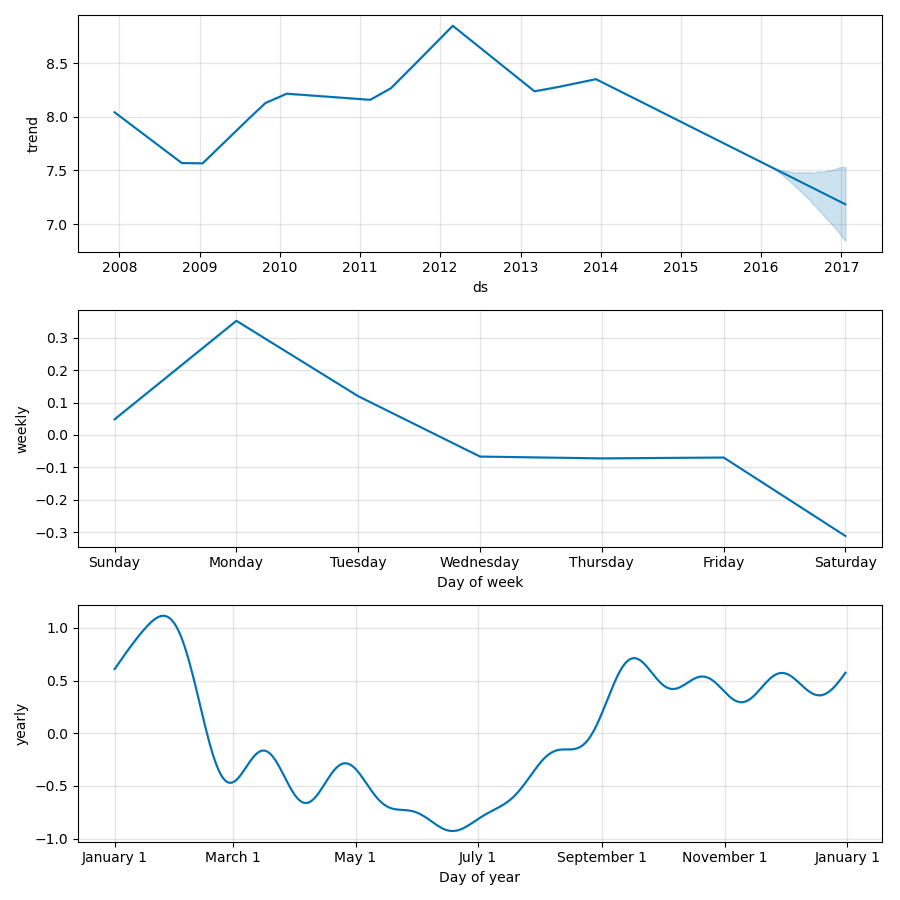 8.5
8.0
7.5
7.0
trend
2008 2009 2010 2011 2012 2013 2014 2015 2016 2017
ds
0.3
0.2
0.1
0.0
−0.1
−0.2
−0.3
weekly
Sunday Monday Tuesday Wednesday Thursday Friday Saturday
Day of week
1.0
0.5
0.0
−0.5
−1.0
yearly
January 1 March 1 May 1 July 1 September 1 November 1 January 1
Day of year